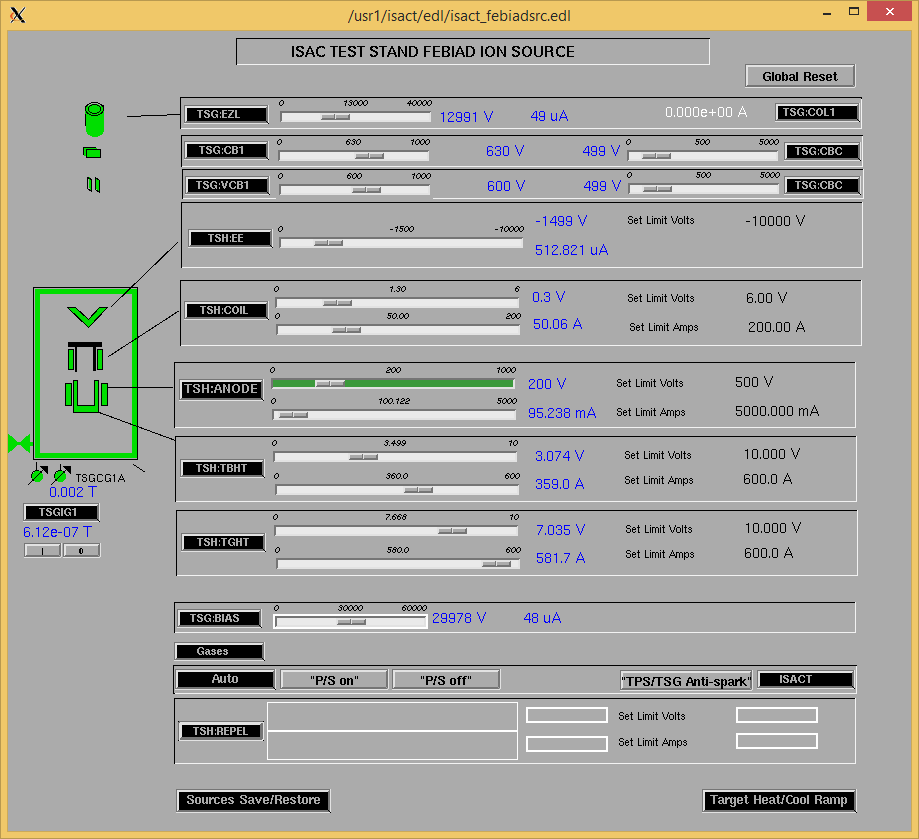 X /usr1/isact/edl/isact_febiadsrc.edl
ISAC TEST STAND FEBIAD ION SOURCE
Global Reset
TSG:EZL 0 13000 40000 12991 V 49 uA 0.000e+00 A TSG:COL1
TSG:CB1 0 630 1000 630 V 499 V 0 500 5000 TSG:CBC
TSG:VCB1 0 600 1000 600 V 499 V 0 500 5000 TSG:CBC
TSH:EE 0 -1500 -10000 -1499 V Set Limit Volts -10000 V
512.821 uA
TSH:COIL 0 1.30 6 0.3 V Set Limit Volts 6.00 V
0 50.00 200 50.06 A Set Limit Amps 200.00 A
TSH:ANODE 0 200 1000 200 V Set Limit Volts 500 V
0 100.122 5000 95.238 mA Set Limit Amps 5000.000 mA
TSH:TBHT 0 3.499 10 3.074 V Set Limit Volts 10.000 V
0 360.0 600 359.0 A Set Limit Amps 600.0 A
TSGCG1A
0.002 T
TSGIG1
6.12e-07 T
I 0
TSH:TGHT 0 7.668 10 7.035 V Set Limit Volts 10.000 V
0 580.0 600 581.7 A Set Limit Amps 600.0 A
TSG:BIAS 0 30000 60000 29978 V 48 uA
Gases
Auto "P/S on" "P/S off" "TPS/TSG Anti-spark" ISACT
TSH:REPEL Set Limit Volts
Set Limit Amps
Sources Save/Restore Target Heat/Cool Ramp